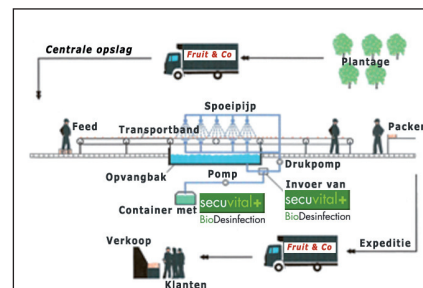 Centrale opslag
Fruit & Co
Plantage
Spoeipijp
Feed
Transportband
Packer
Opvangbak
Drukpomp
Pomp
Invoer van
secuvital+
BioDesinfection
Container met
secuvital+
BioDesinfection
Verkoop
Fruit & Co
Expeditie
Klanten